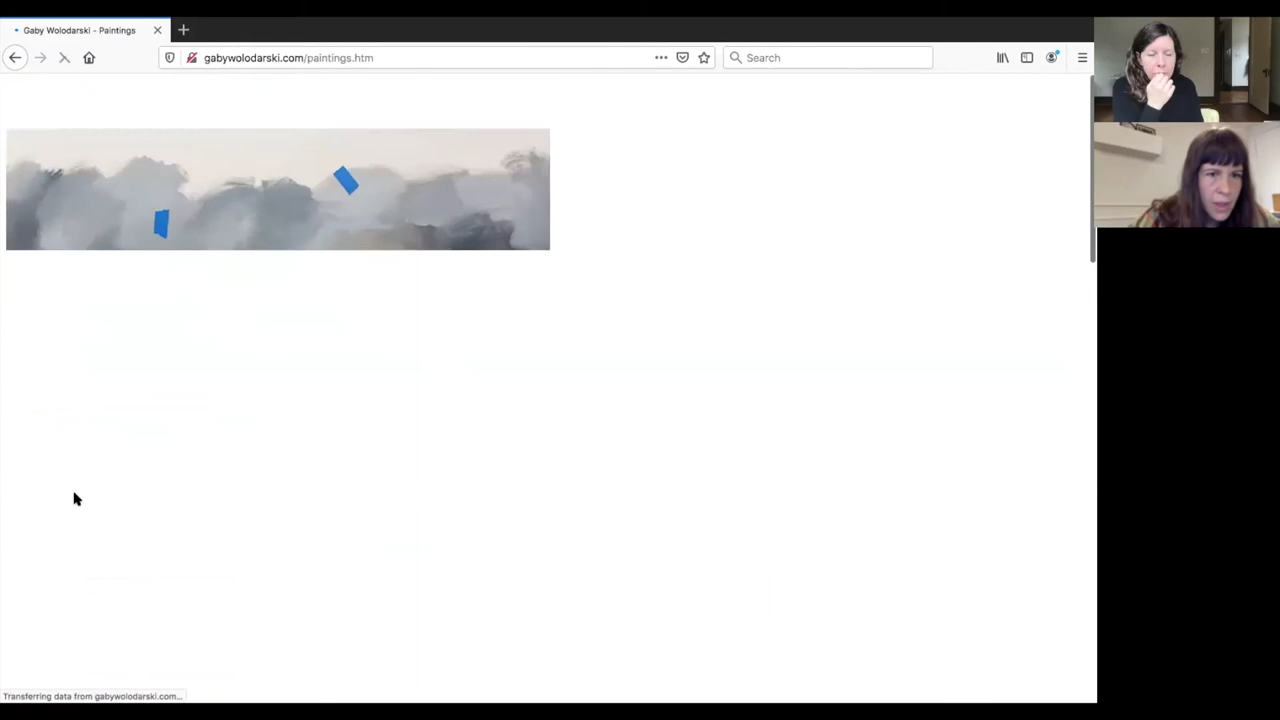 Gaby Wolodarski - Paintings
gabywolodarski.com/paintings.htm
Search
Transferring data from gabywolodarski.com...